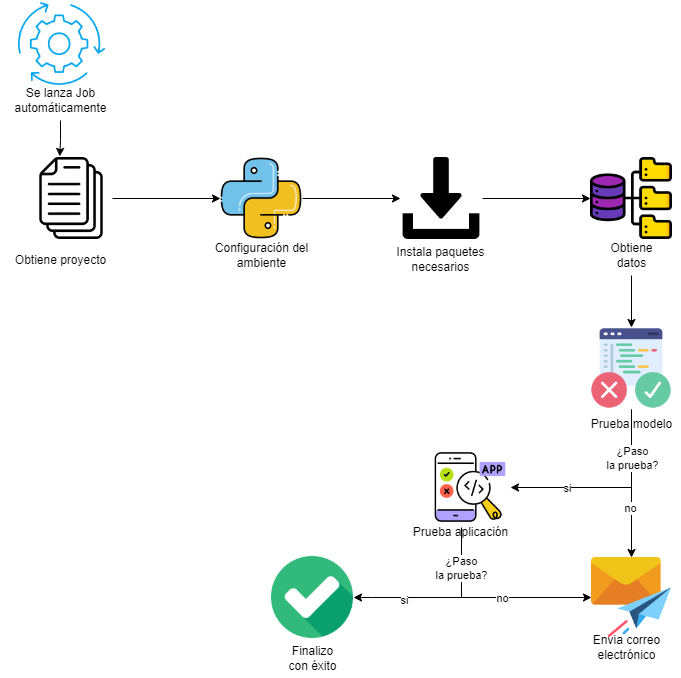 Se lanza Job
automáticamente
Obtiene proyecto
Configuración del
ambiente
Instala paquetes
necesarios
Obtiene
datos
Prueba modelo
¿Paso
la prueba?
si
no
APP
Prueba aplicación
¿Paso
la prueba?
si
no
Finalizo
con éxito
Envia correo
electrónico